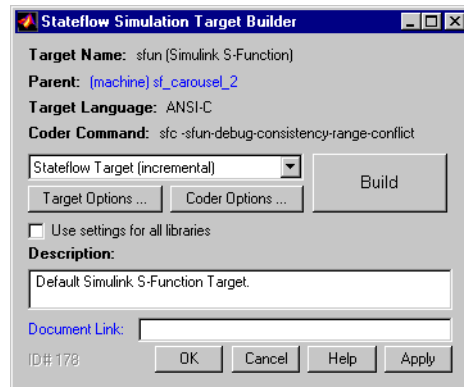 Stateflow Simulation Target Builder
Target Name: sfun (Simulink S-Function)
Parent: (machine) sf_carousel_2
Target Language: ANSI-C
Coder Command: sfc -sfun-debug-consistency-range-conflict
Stateflow Target (incremental)
Build
Target Options ... Coder Options ...
Use settings for all libraries
Description:
Default Simulink S-Function Target.
Document Link:
ID# 178 OK Cancel Help Apply